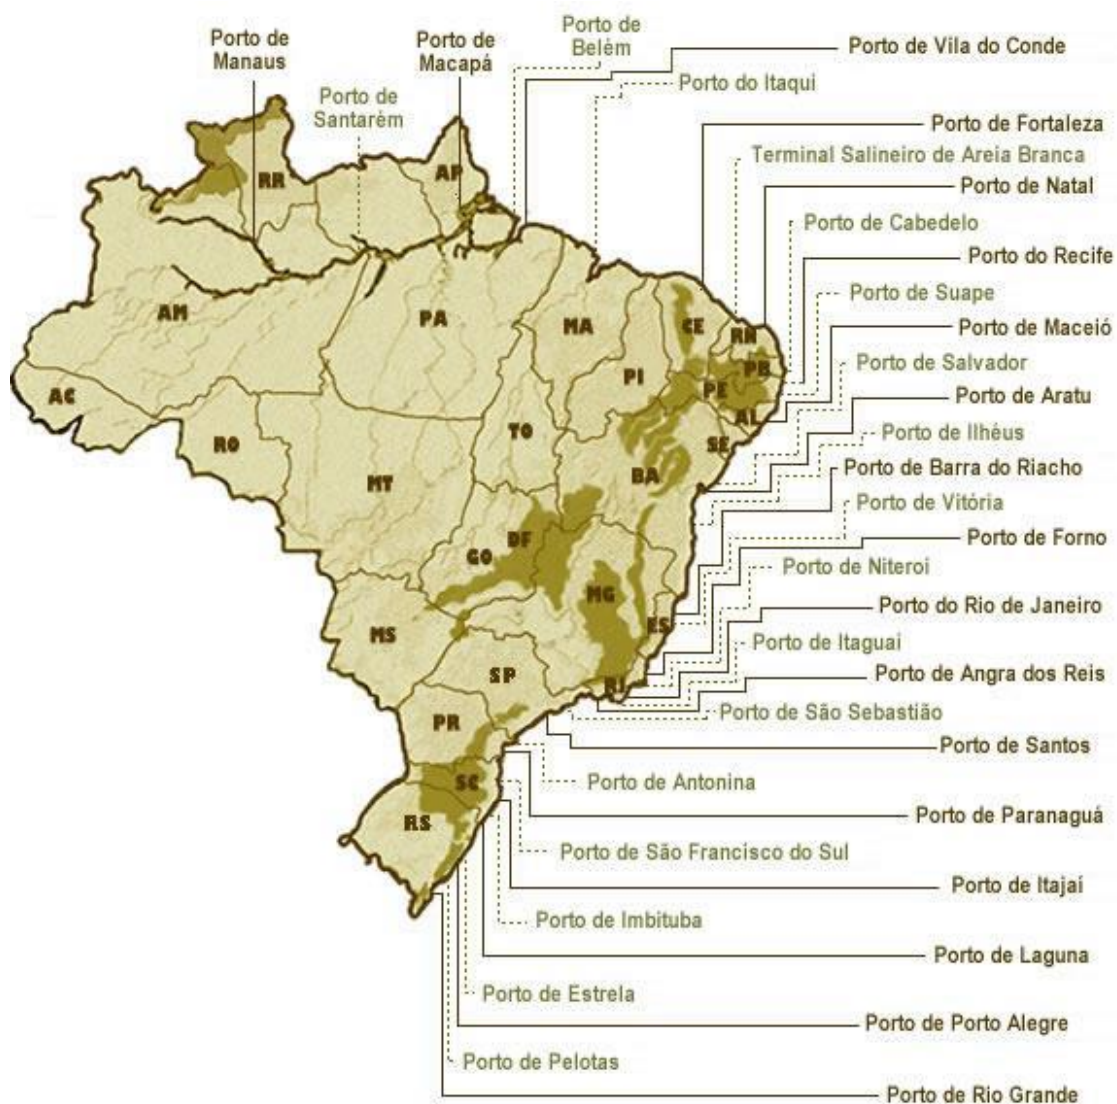 Porto de
Belém
Porto de
Manaus
Porto de
Macapá
Porto de Vila do Conde
Porto do Itaqui
Porto de
Santarém
Porto de Fortaleza
Terminal Salineiro de Areia Branca
RR
AP
Porto de Natal
Porto de Cabedelo
Porto do Recife
Porto de Suape
AM
PA
MA
CE
RN
Porto de Maceió
Porto de Salvador
PI
PB
PE
AC
Porto de Aratu
AL
Porto de Ilhéus
RO
TO
SE
Porto de Barra do Riacho
MT
BA
Porto de Vitória
GO
DF
Porto de Forno
Porto de Niteroi
MG
Porto do Rio de Janeiro
MS
ES
Porto de Itaguai
SP
RJ
Porto de Angra dos Reis
PR
Porto de São Sebastião
Porto de Santos
SC
Porto de Antonina
RS
Porto de Paranaguá
Porto de São Francisco do Sul
Porto de Itajaí
Porto de Imbituba
Porto de Laguna
Porto de Estrela
Porto de Porto Alegre
Porto de Pelotas
Porto de Rio Grande